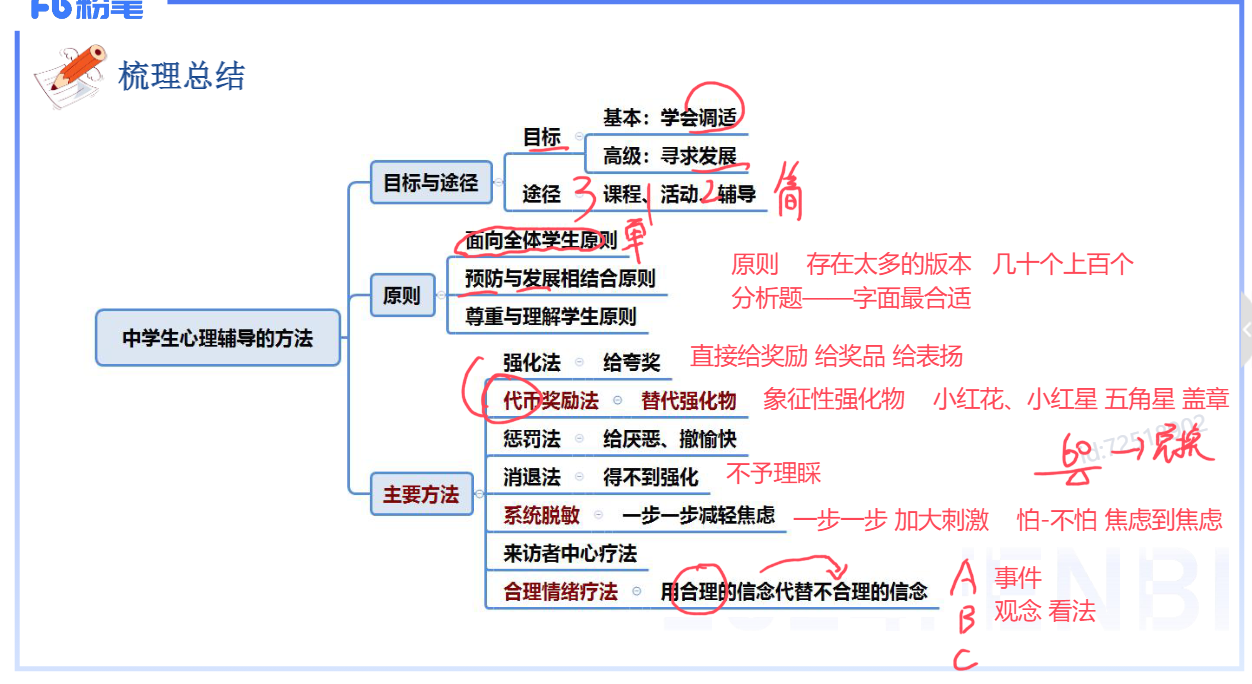 粉笔
梳理总结
基本：学会调适
目标
高级：寻求发展
目标与途径
途径 3 课程、1 活动、2 辅导 简
面向全体学生原则 单
原则 存在太多的版本 几十个上百个
预防与发展相结合原则
原则
分析题——字面最合适
尊重与理解学生原则
中学生心理辅导的方法
强化法 给夸奖 直接给奖励 给奖品 给表扬
代币奖励法 替代强化物 象征性强化物 小红花、小红星 五角星 盖章
惩罚法 给厌恶、撤愉快
60 → 兑换
消退法 得不到强化 不予理睬
主要方法
系统脱敏 一步一步减轻焦虑 一步一步 加大刺激 怕-不怕 焦虑到焦虑
来访者中心疗法
A 事件
合理情绪疗法 用合理的信念代替不合理的信念
B 观念 看法
C